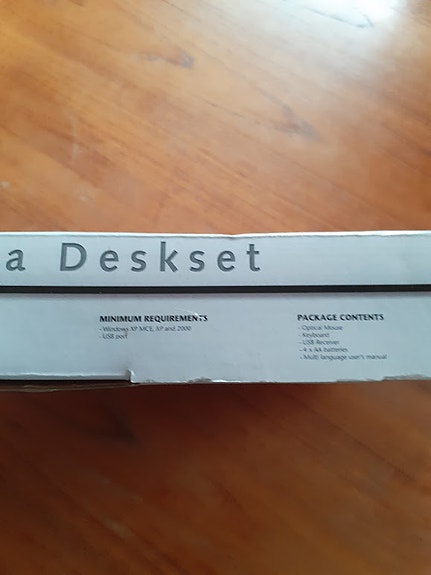 a Deskset
MINIMUM REQUIREMENTS
- Windows XP MCE, XP and 2000
- USB port
PACKAGE CONTENTS
- Optical Mouse
- Keyboard
- USB Receiver
- 4 x AA batteries
- Multi language user's manual